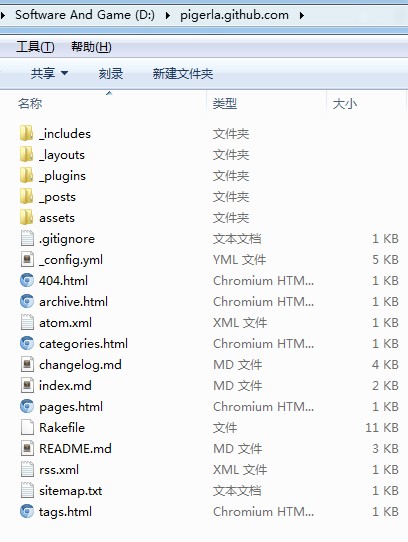 Software And Game (D:) pigerla.github.com
工具(T) 帮助(H)
共享 刻录 新建文件夹
名称 类型 大小
_includes 文件夹
_layouts 文件夹
_plugins 文件夹
_posts 文件夹
assets 文件夹
.gitignore 文本文档 1 KB
_config.yml YML 文件 5 KB
404.html Chromium HTM... 1 KB
archive.html Chromium HTM... 1 KB
atom.xml XML 文件 1 KB
categories.html Chromium HTM... 1 KB
changelog.md MD 文件 4 KB
index.md MD 文件 2 KB
pages.html Chromium HTM... 1 KB
Rakefile 文件 11 KB
README.md MD 文件 3 KB
rss.xml XML 文件 1 KB
sitemap.txt 文本文档 1 KB
tags.html Chromium HTM... 1 KB